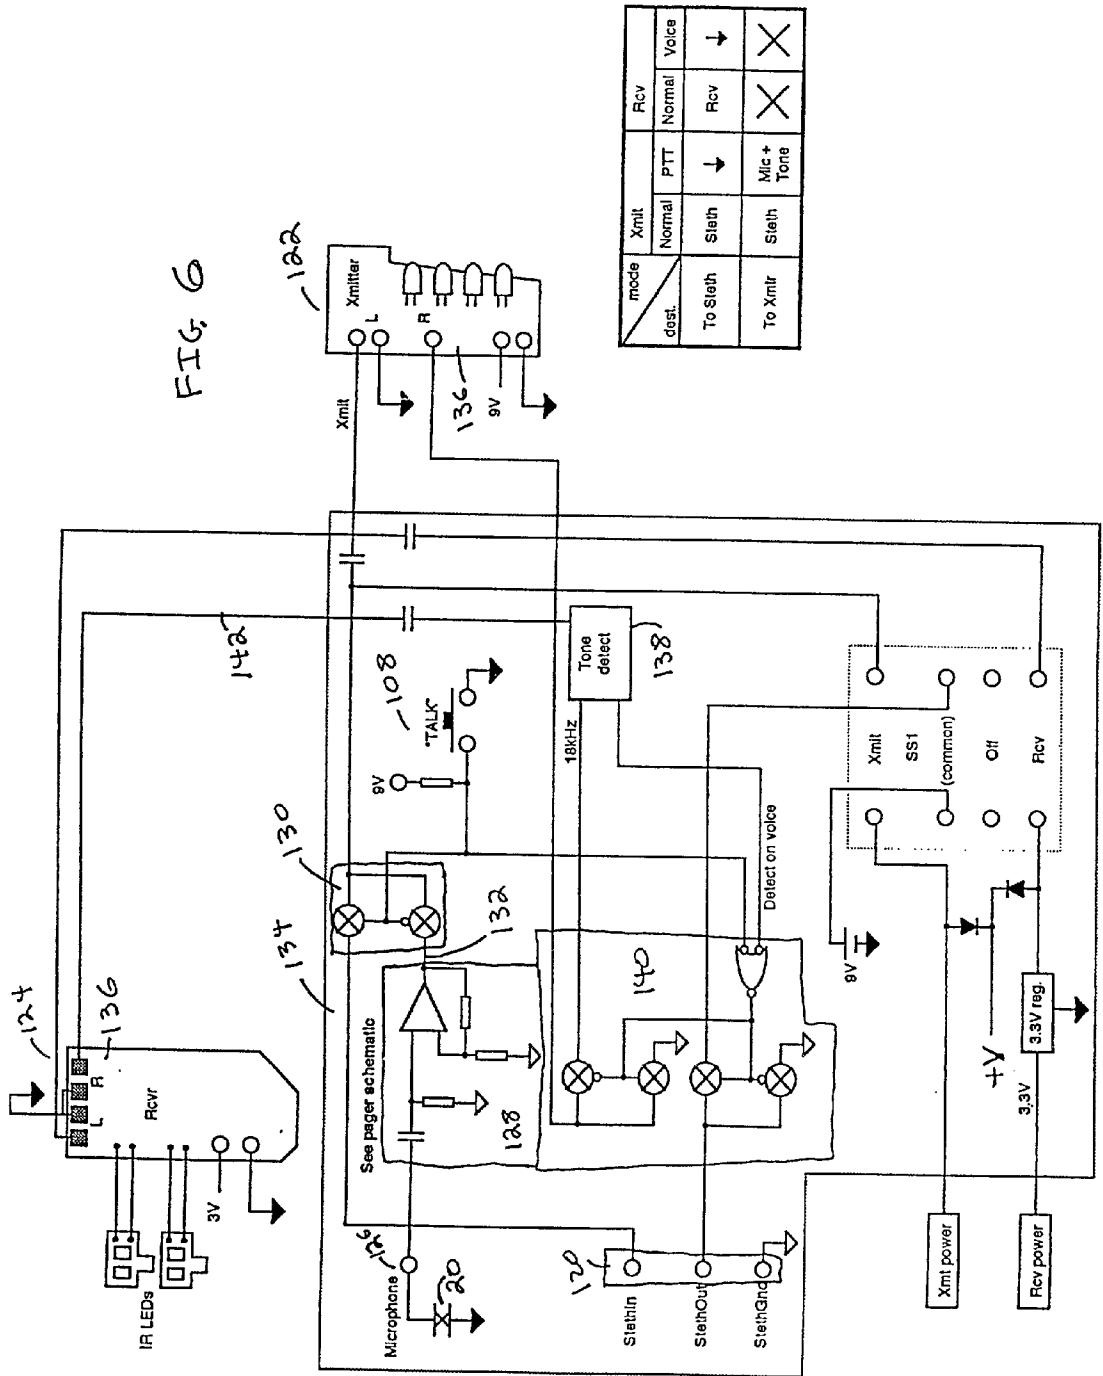 FIG. 6
124
136
R
L
Rcvr
IR LEDs
3V
142
122
Xmitter
L
R
136
9V
Xmit
134
130
108
"TALK"
9V
132
See pager schematic
128
126
Microphone
20
Tone
detect
138
18kHz
140
Detect on voice
120
StethIn
StethOut
StethGnd
9V
Xmit
SS1
(common)
Off
Rcv
+V
3.3V reg.
3.3V
Xmt power
Rcv power
mode
dest.
Xmit
Rcv
Normal
PTT
Normal
Voice
To Steth
Steth
Rcv
To Xmtr
Steth
Mic +
Tone